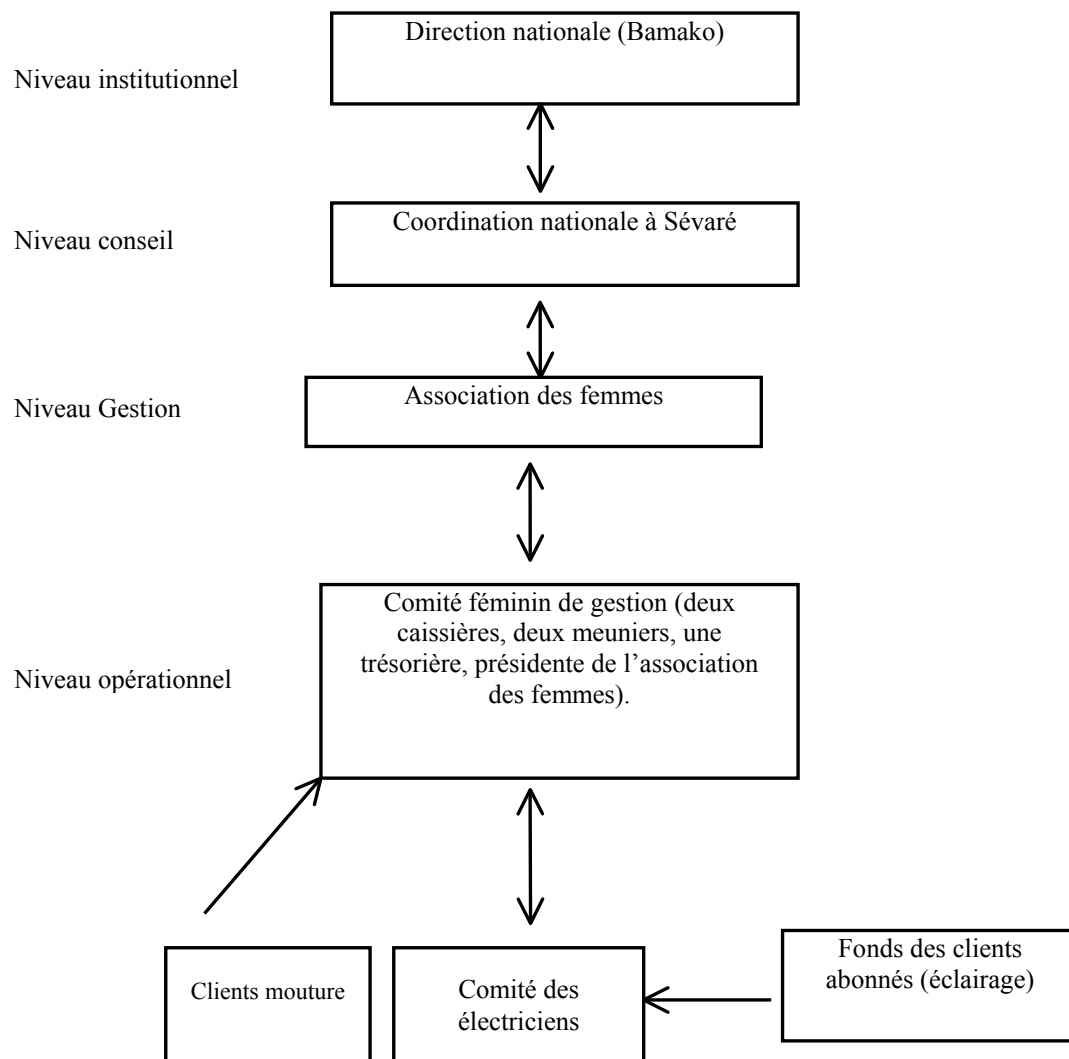 Direction nationale (Bamako)
Niveau institutionnel
Coordination nationale à Sévaré
Niveau conseil
Association des femmes
Niveau Gestion
Comité féminin de gestion (deux
caissières, deux meuniers, une
trésorière, présidente de l’association
des femmes).
Niveau opérationnel
Clients mouture
Comité des
électriciens
Fonds des clients
abonnés (éclairage)